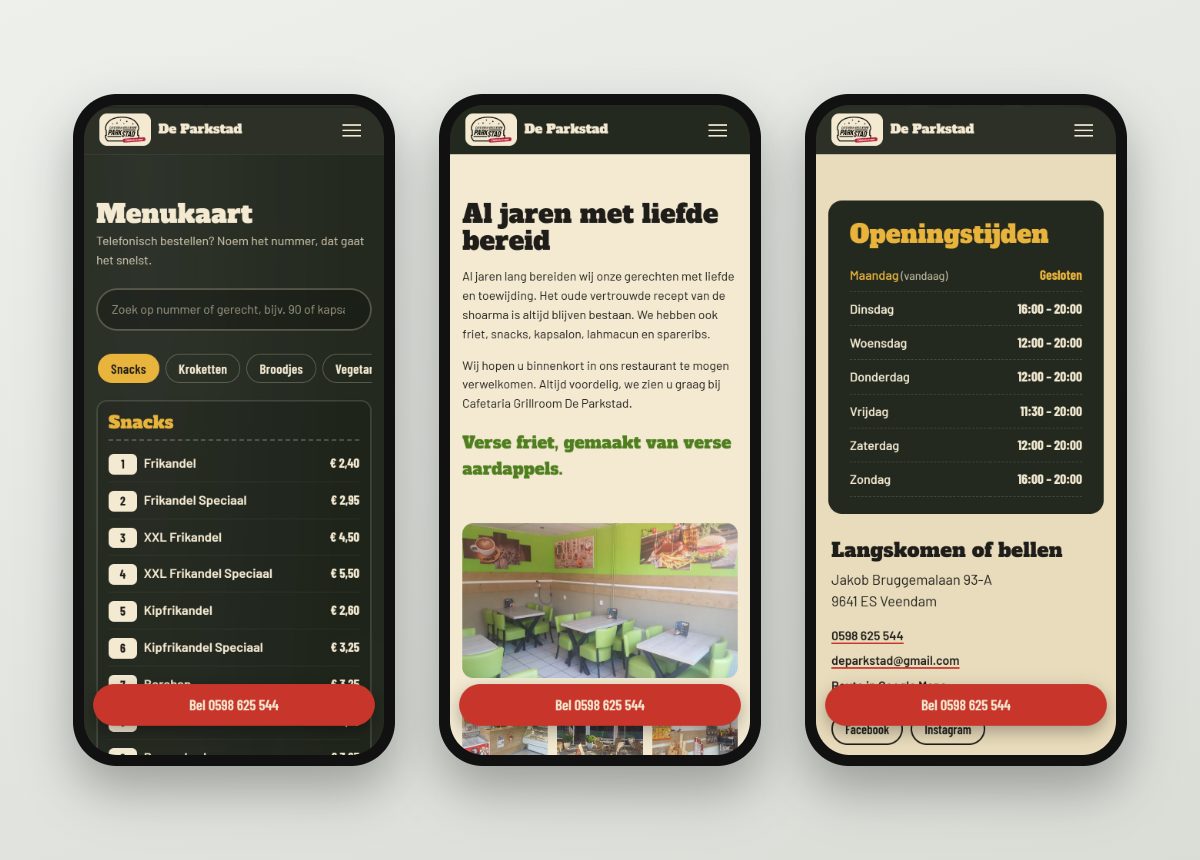 PARKSTAD
De Parkstad
Menukaart
Telefonisch bestellen? Noem het nummer, dat gaat
het snelst.
Zoek op nummer of gerecht, bijv. 90 of kapsa
Snacks
Kroketten
Broodjes
Vegetar
Snacks
1 Frikandel € 2,40
2 Frikandel Speciaal € 2,95
3 XXL Frikandel € 4,50
4 XXL Frikandel Speciaal € 5,50
5 Kipfrikandel € 2,60
6 Kipfrikandel Speciaal € 3,25
Bel 0598 625 544
PARKSTAD
De Parkstad
Al jaren met liefde
bereid
Al jaren lang bereiden wij onze gerechten met liefde
en toewijding. Het oude vertrouwde recept van de
shoarma is altijd blijven bestaan. We hebben ook
friet, snacks, kapsalon, lahmacun en spareribs.
Wij hopen u binnenkort in ons restaurant te mogen
verwelkomen. Altijd voordelig, we zien u graag bij
Cafetaria Grillroom De Parkstad.
Verse friet, gemaakt van verse
aardappels.
Bel 0598 625 544
PARKSTAD
De Parkstad
Openingstijden
Maandag (vandaag) Gesloten
Dinsdag 16:00 – 20:00
Woensdag 12:00 – 20:00
Donderdag 12:00 – 20:00
Vrijdag 11:30 – 20:00
Zaterdag 12:00 – 20:00
Zondag 16:00 – 20:00
Langskomen of bellen
Jakob Bruggemalaan 93-A
9641 ES Veendam
0598 625 544
deparkstad@gmail.com
Bel 0598 625 544
Facebook
Instagram